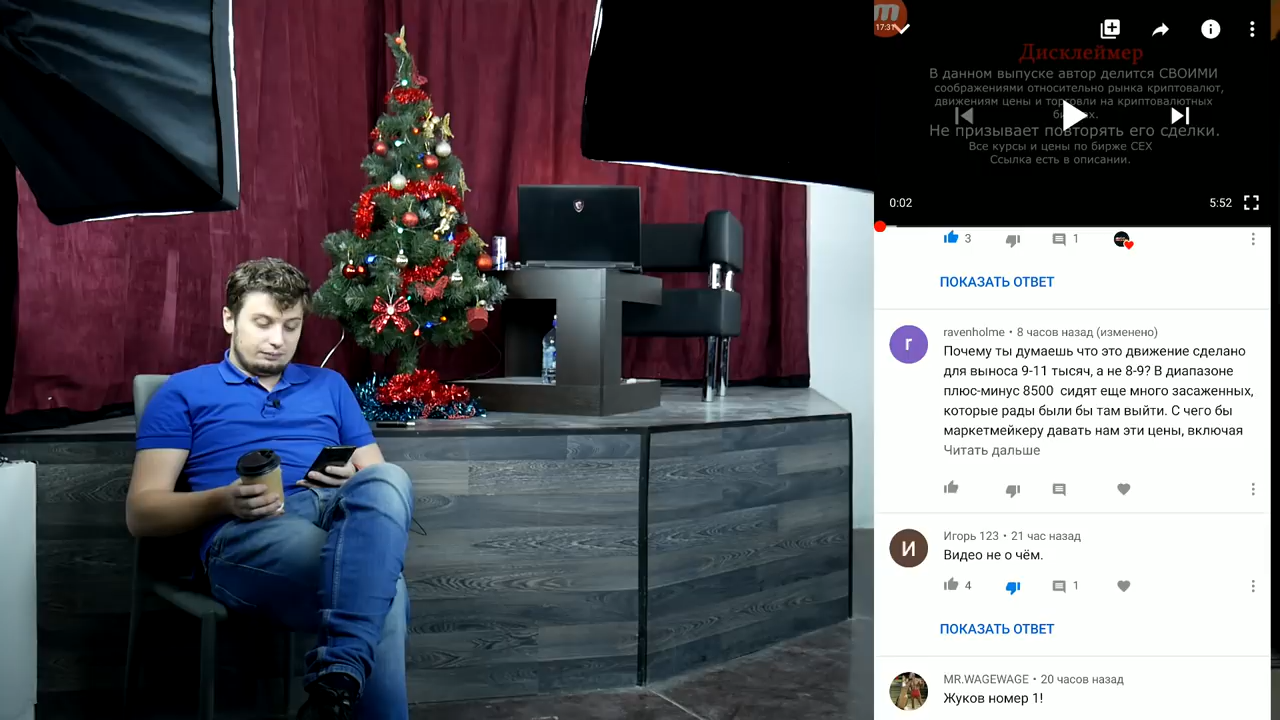 17:31
Дисклеймер
В данном выпуске автор делится СВОИМИ
соображениями относительно рынка криптовалют,
движениям цены и торговли на криптовалютных
Не призывает повторять его сделки.
Все курсы и цены по бирже CEX
Ссылка есть в описании.
0:02
5:52
3
1
ПОКАЗАТЬ ОТВЕТ
r
ravenholme • 8 часов назад (изменено)
Почему ты думаешь что это движение сделано
для выноса 9-11 тысяч, а не 8-9? В диапазоне
плюс-минус 8500 сидят еще много засаженных,
которые рады были бы там выйти. С чего бы
маркетмейкеру давать нам эти цены, включая
Читать дальше
И
Игорь 123 • 21 час назад
Видео не о чём.
4
1
ПОКАЗАТЬ ОТВЕТ
MR.WAGEWAGE • 20 часов назад
Жуков номер 1!